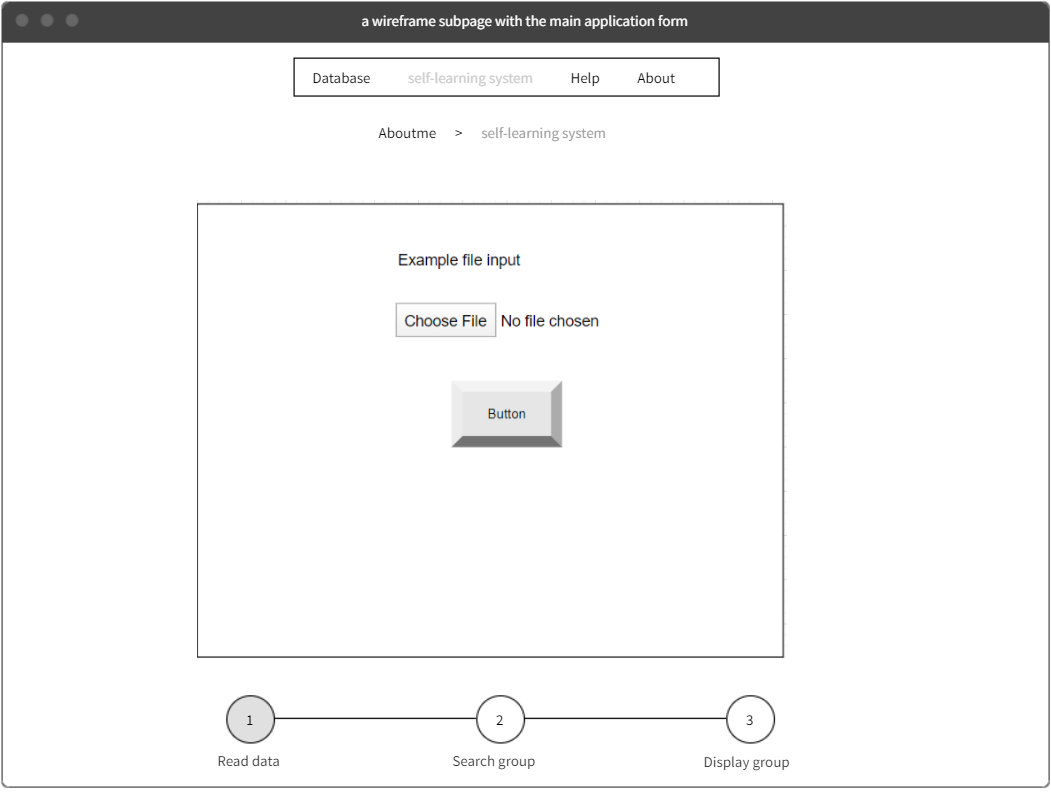 a wireframe subpage with the main application form
Database self-learning system Help About
Aboutme > self-learning system
Example file input
Choose File No file chosen
Button
1 2 3
Read data Search group Display group